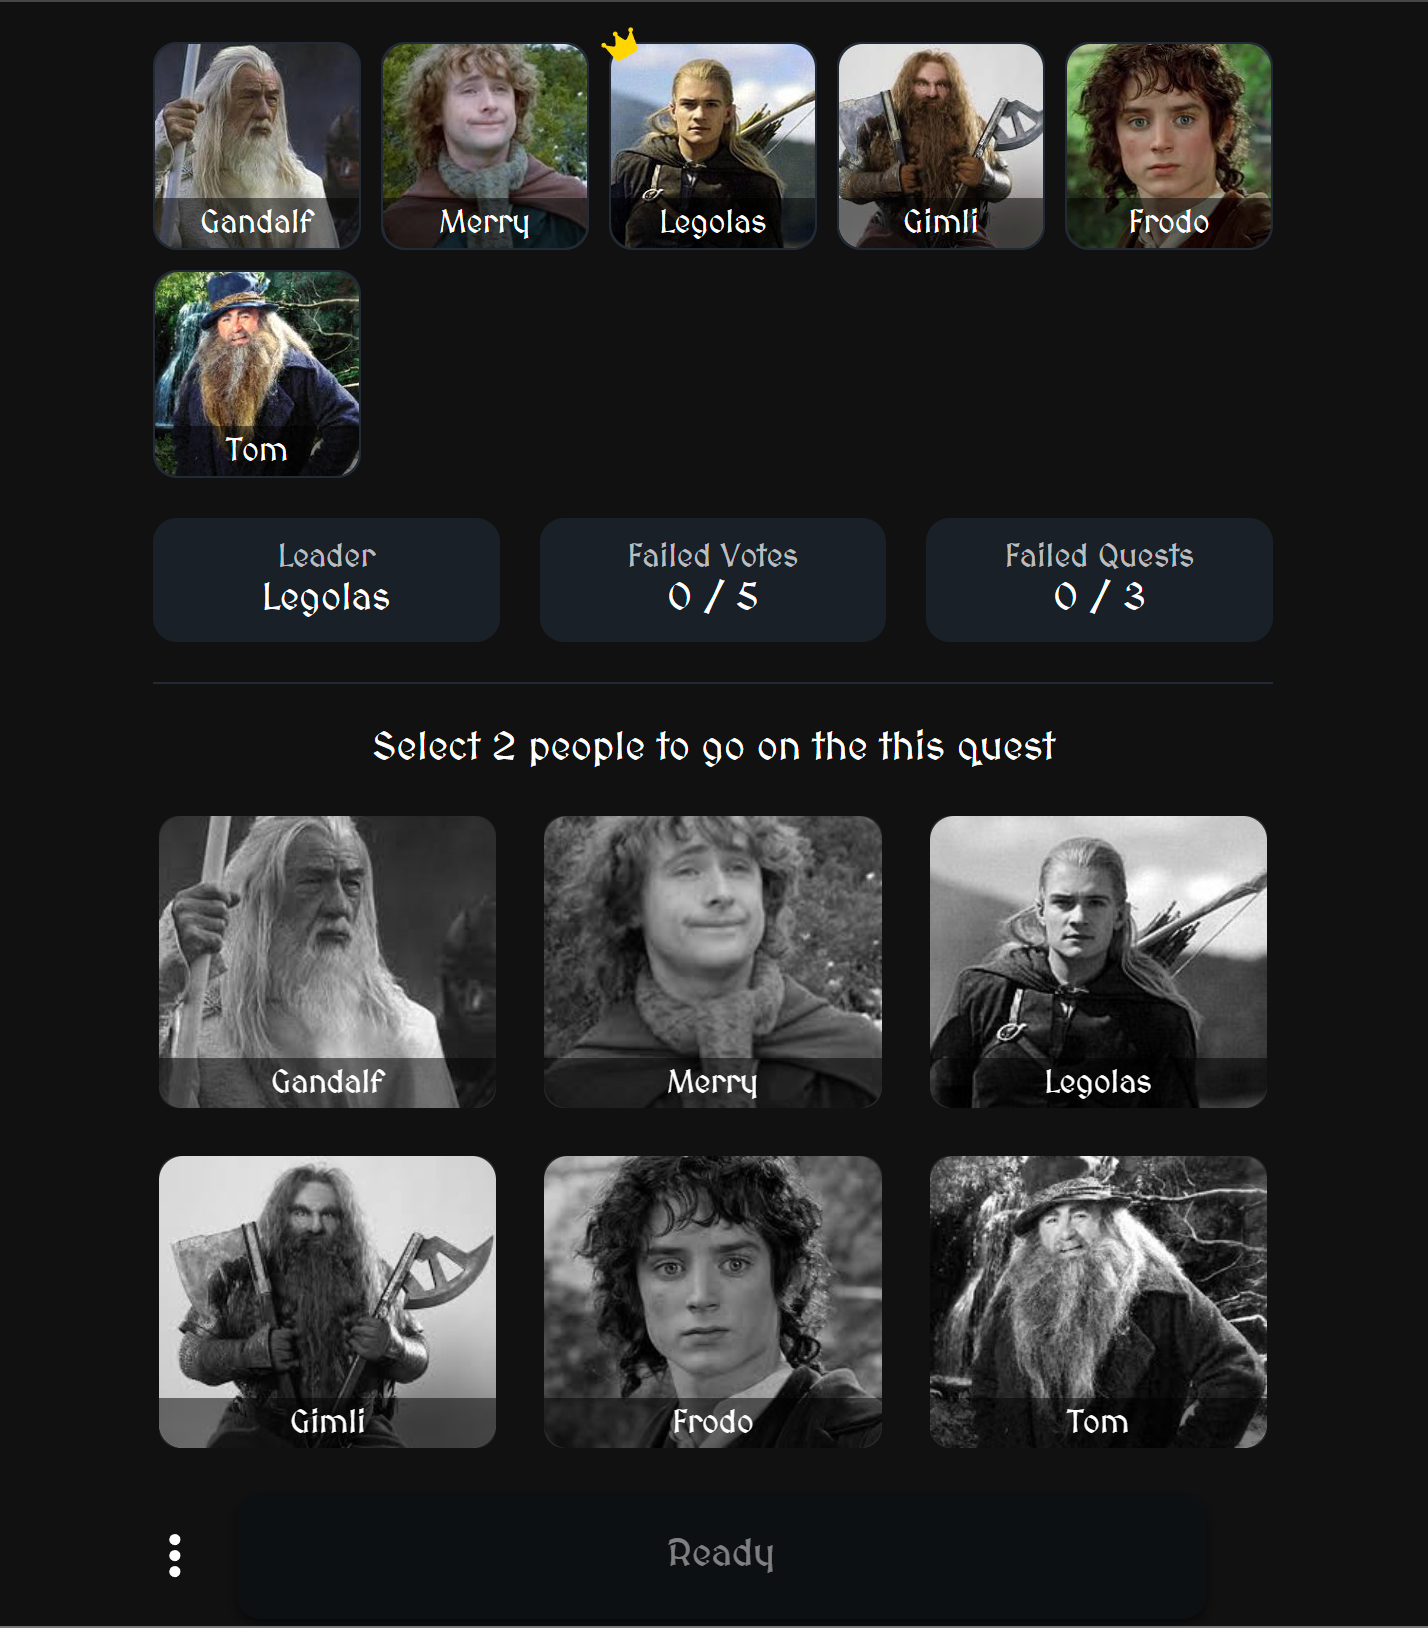 Gandalf
Merry
Legolas
Gimli
Frodo
Tom
Leader
Legolas
Failed Votes
0 / 5
Failed Quests
0 / 3
Select 2 people to go on the this quest
Gandalf
Merry
Legolas
Gimli
Frodo
Tom
Ready